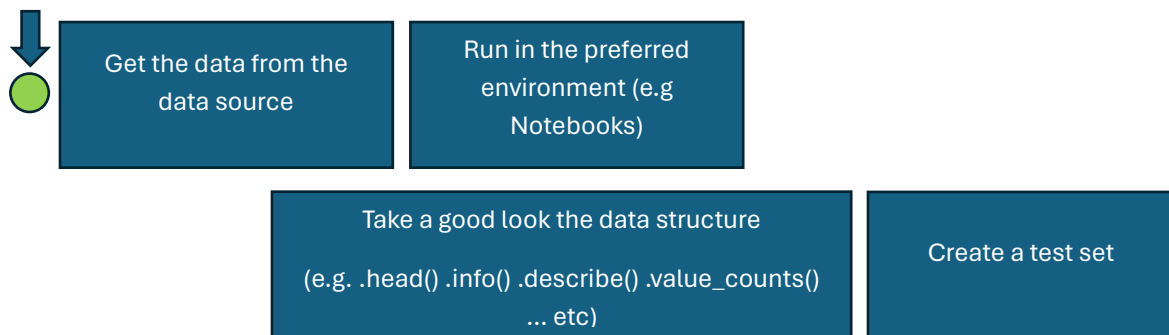 Get the data from the
data source
Run in the preferred
environment (e.g
Notebooks)
Take a good look the data structure
(e.g. .head() .info() .describe() .value_counts()
... etc)
Create a test set